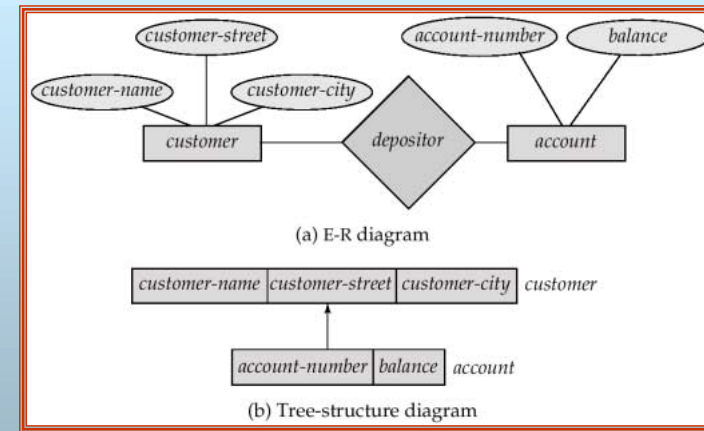 customer-street
account-number balance
customer-name customer-city
customer depositor account
(a) E-R diagram
customer-name customer-street customer-city customer
account-number balance account
(b) Tree-structure diagram